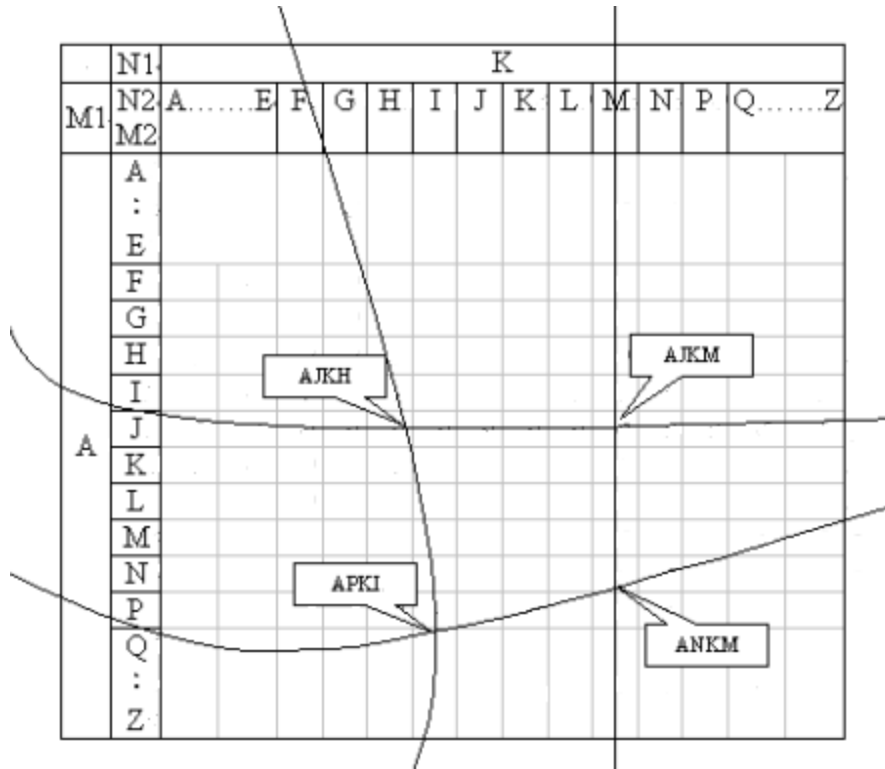 N1 K
M1 N2 A........E F G H I J K L M N P Q........Z
M2
A
:
E
F
G
H AJKM
AJKH
I
J
A
K
L
M
N
APKI
P
ANKM
Q
:
Z